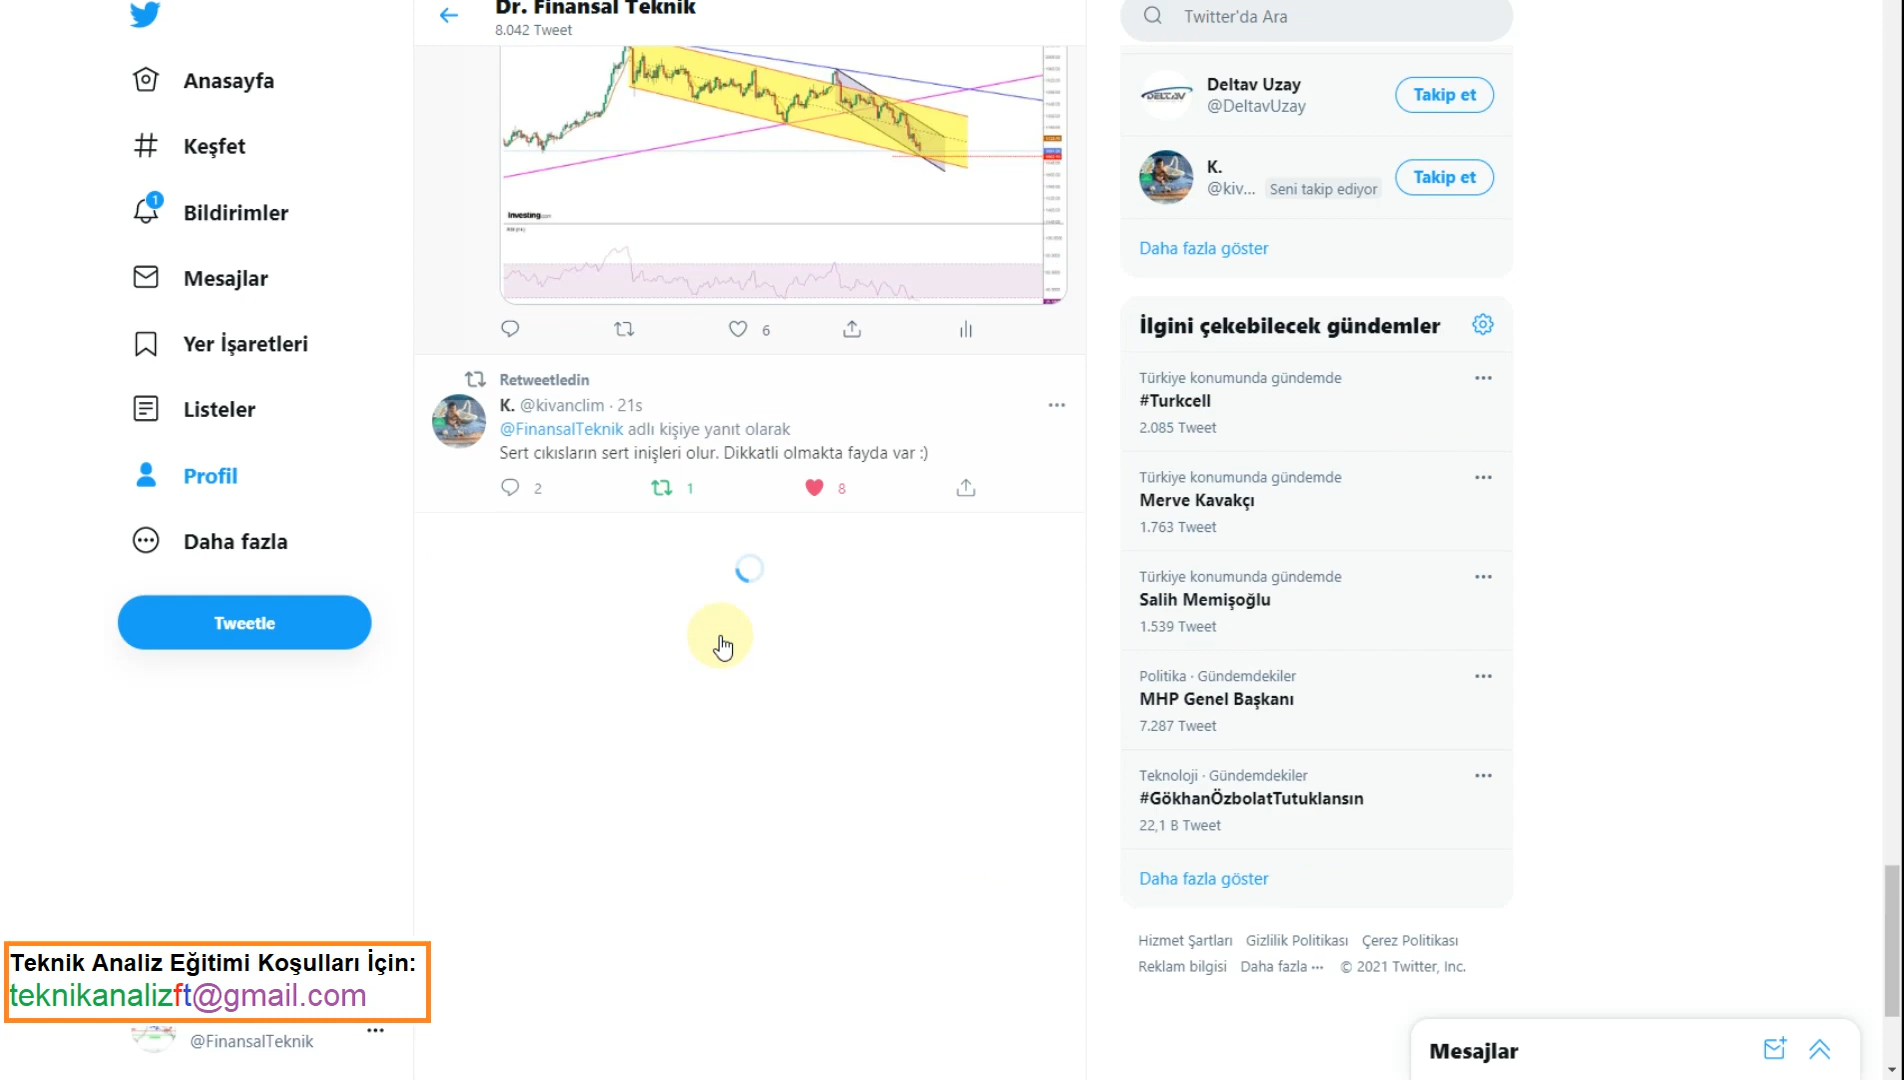 Anasayfa
Keşfet
1
Bildirimler
Mesajlar
Yer İşaretleri
Listeler
Profil
Daha fazla
Tweetle
Teknik Analiz Eğitimi Koşulları İçin:
teknikanalizft@gmail.com
@FinansalTeknik
Dr. Finansal Teknik
8.042 Tweet
Investing.com
6
Retweetledin
K. @kivanclim · 21s
@FinansalTeknik adlı kişiye yanıt olarak
Sert cıkısların sert inişleri olur. Dikkatli olmakta fayda var :)
2 1 8
Twitter'da Ara
DELTAV
Deltav Uzay
@DeltavUzay
Takip et
K.
@kiv... Seni takip ediyor
Takip et
Daha fazla göster
İlgini çekebilecek gündemler
Türkiye konumunda gündemde
#Turkcell
2.085 Tweet
Türkiye konumunda gündemde
Merve Kavakçı
1.763 Tweet
Türkiye konumunda gündemde
Salih Memişoğlu
1.539 Tweet
Politika · Gündemdekiler
MHP Genel Başkanı
7.287 Tweet
Teknoloji · Gündemdekiler
#GökhanÖzbolatTutuklansın
22,1 B Tweet
Daha fazla göster
Hizmet Şartları Gizlilik Politikası Çerez Politikası
Reklam bilgisi Daha fazla ··· © 2021 Twitter, Inc.
Mesajlar